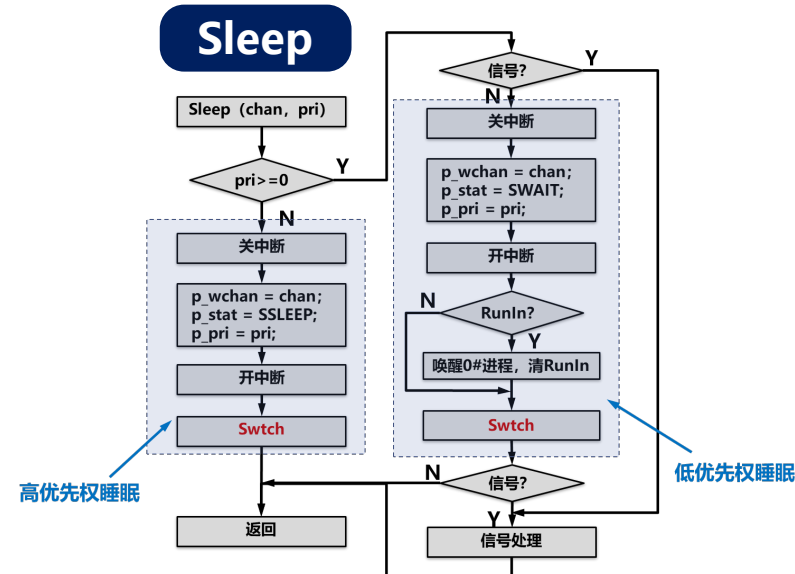 Sleep
Sleep（chan，pri）
pri>=0
Y
N
关中断
p_wchan = chan;
p_stat = SSLEEP;
p_pri = pri;
开中断
Swtch
高优先权睡眠
返回
信号?
Y
N
关中断
p_wchan = chan;
p_stat = SWAIT;
p_pri = pri;
开中断
RunIn?
N
Y
唤醒0#进程，清RunIn
Swtch
低优先权睡眠
信号?
N
Y
信号处理